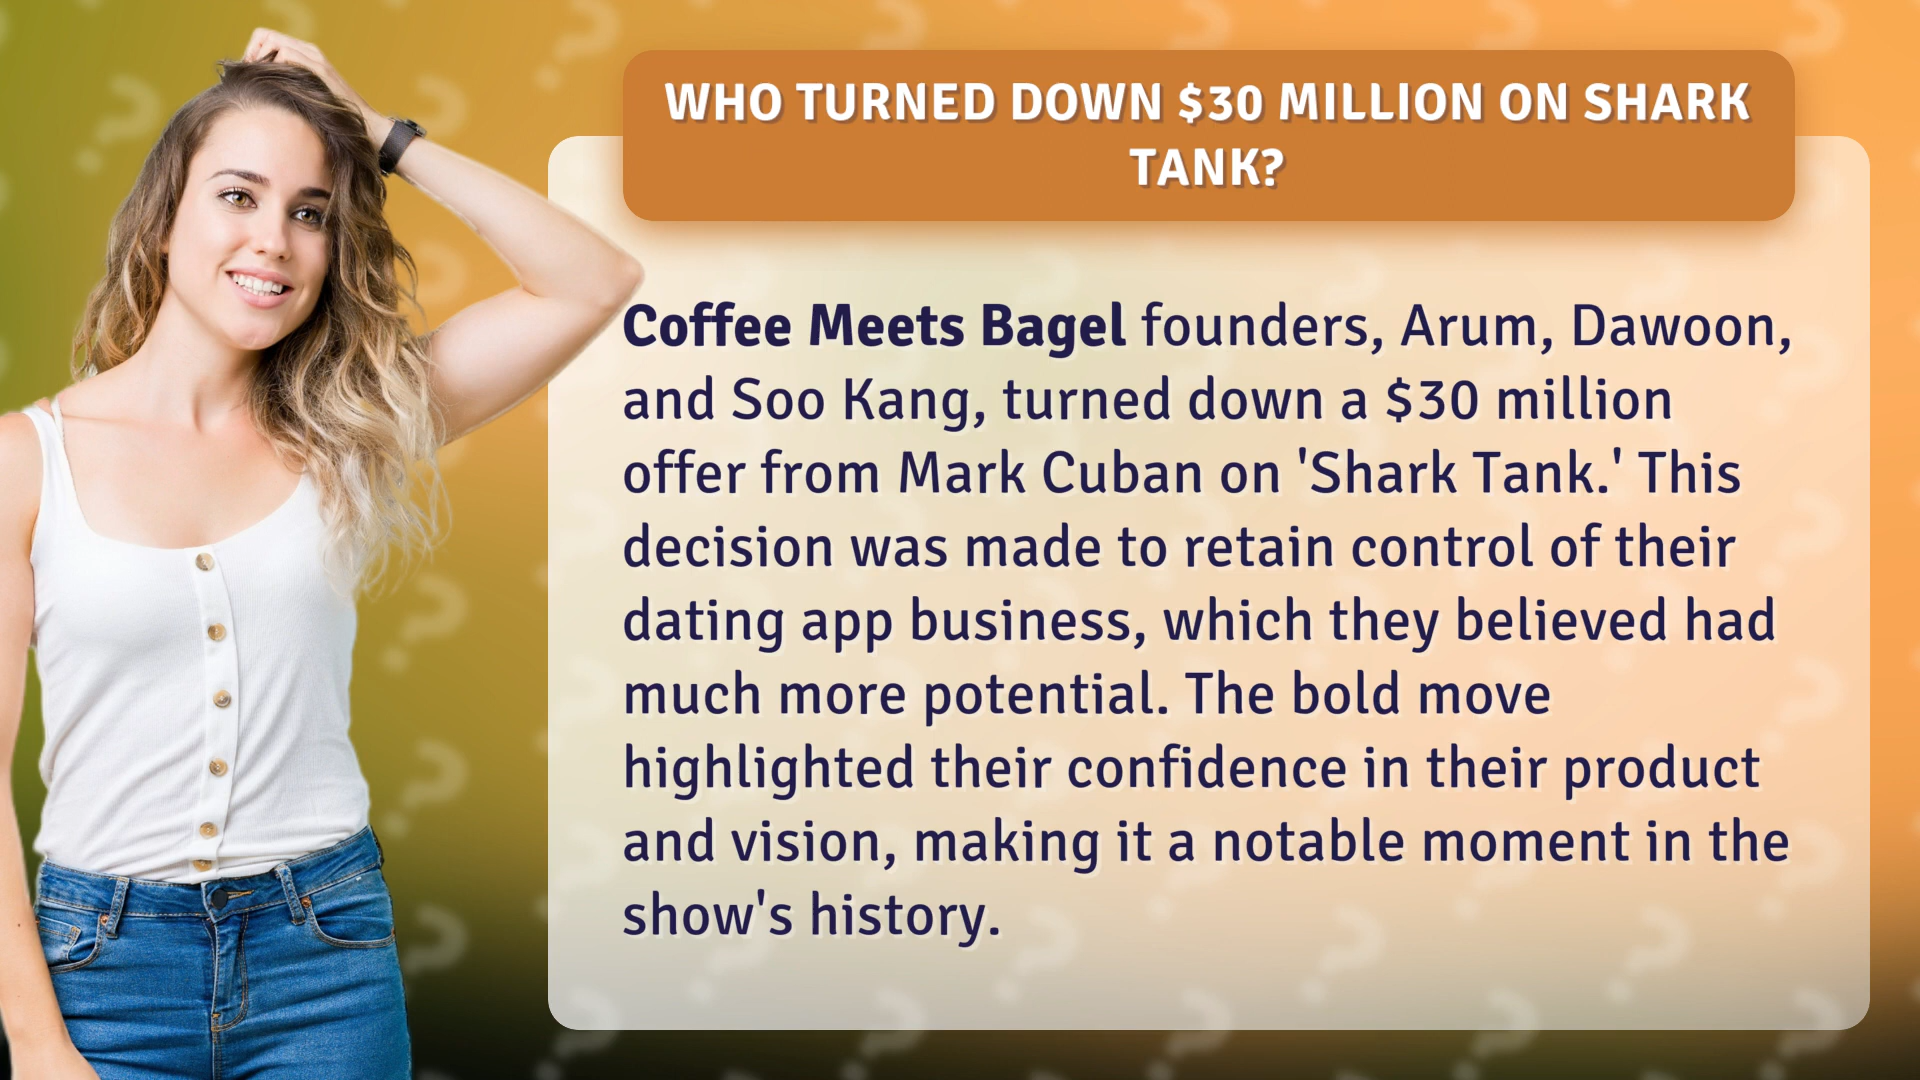 WHO TURNED DOWN $30 MILLION ON SHARK
TANK?
Coffee Meets Bagel founders, Arum, Dawoon,
and Soo Kang, turned down a $30 million
offer from Mark Cuban on 'Shark Tank.' This
decision was made to retain control of their
dating app business, which they believed had
much more potential. The bold move
highlighted their confidence in their product
and vision, making it a notable moment in the
show's history.